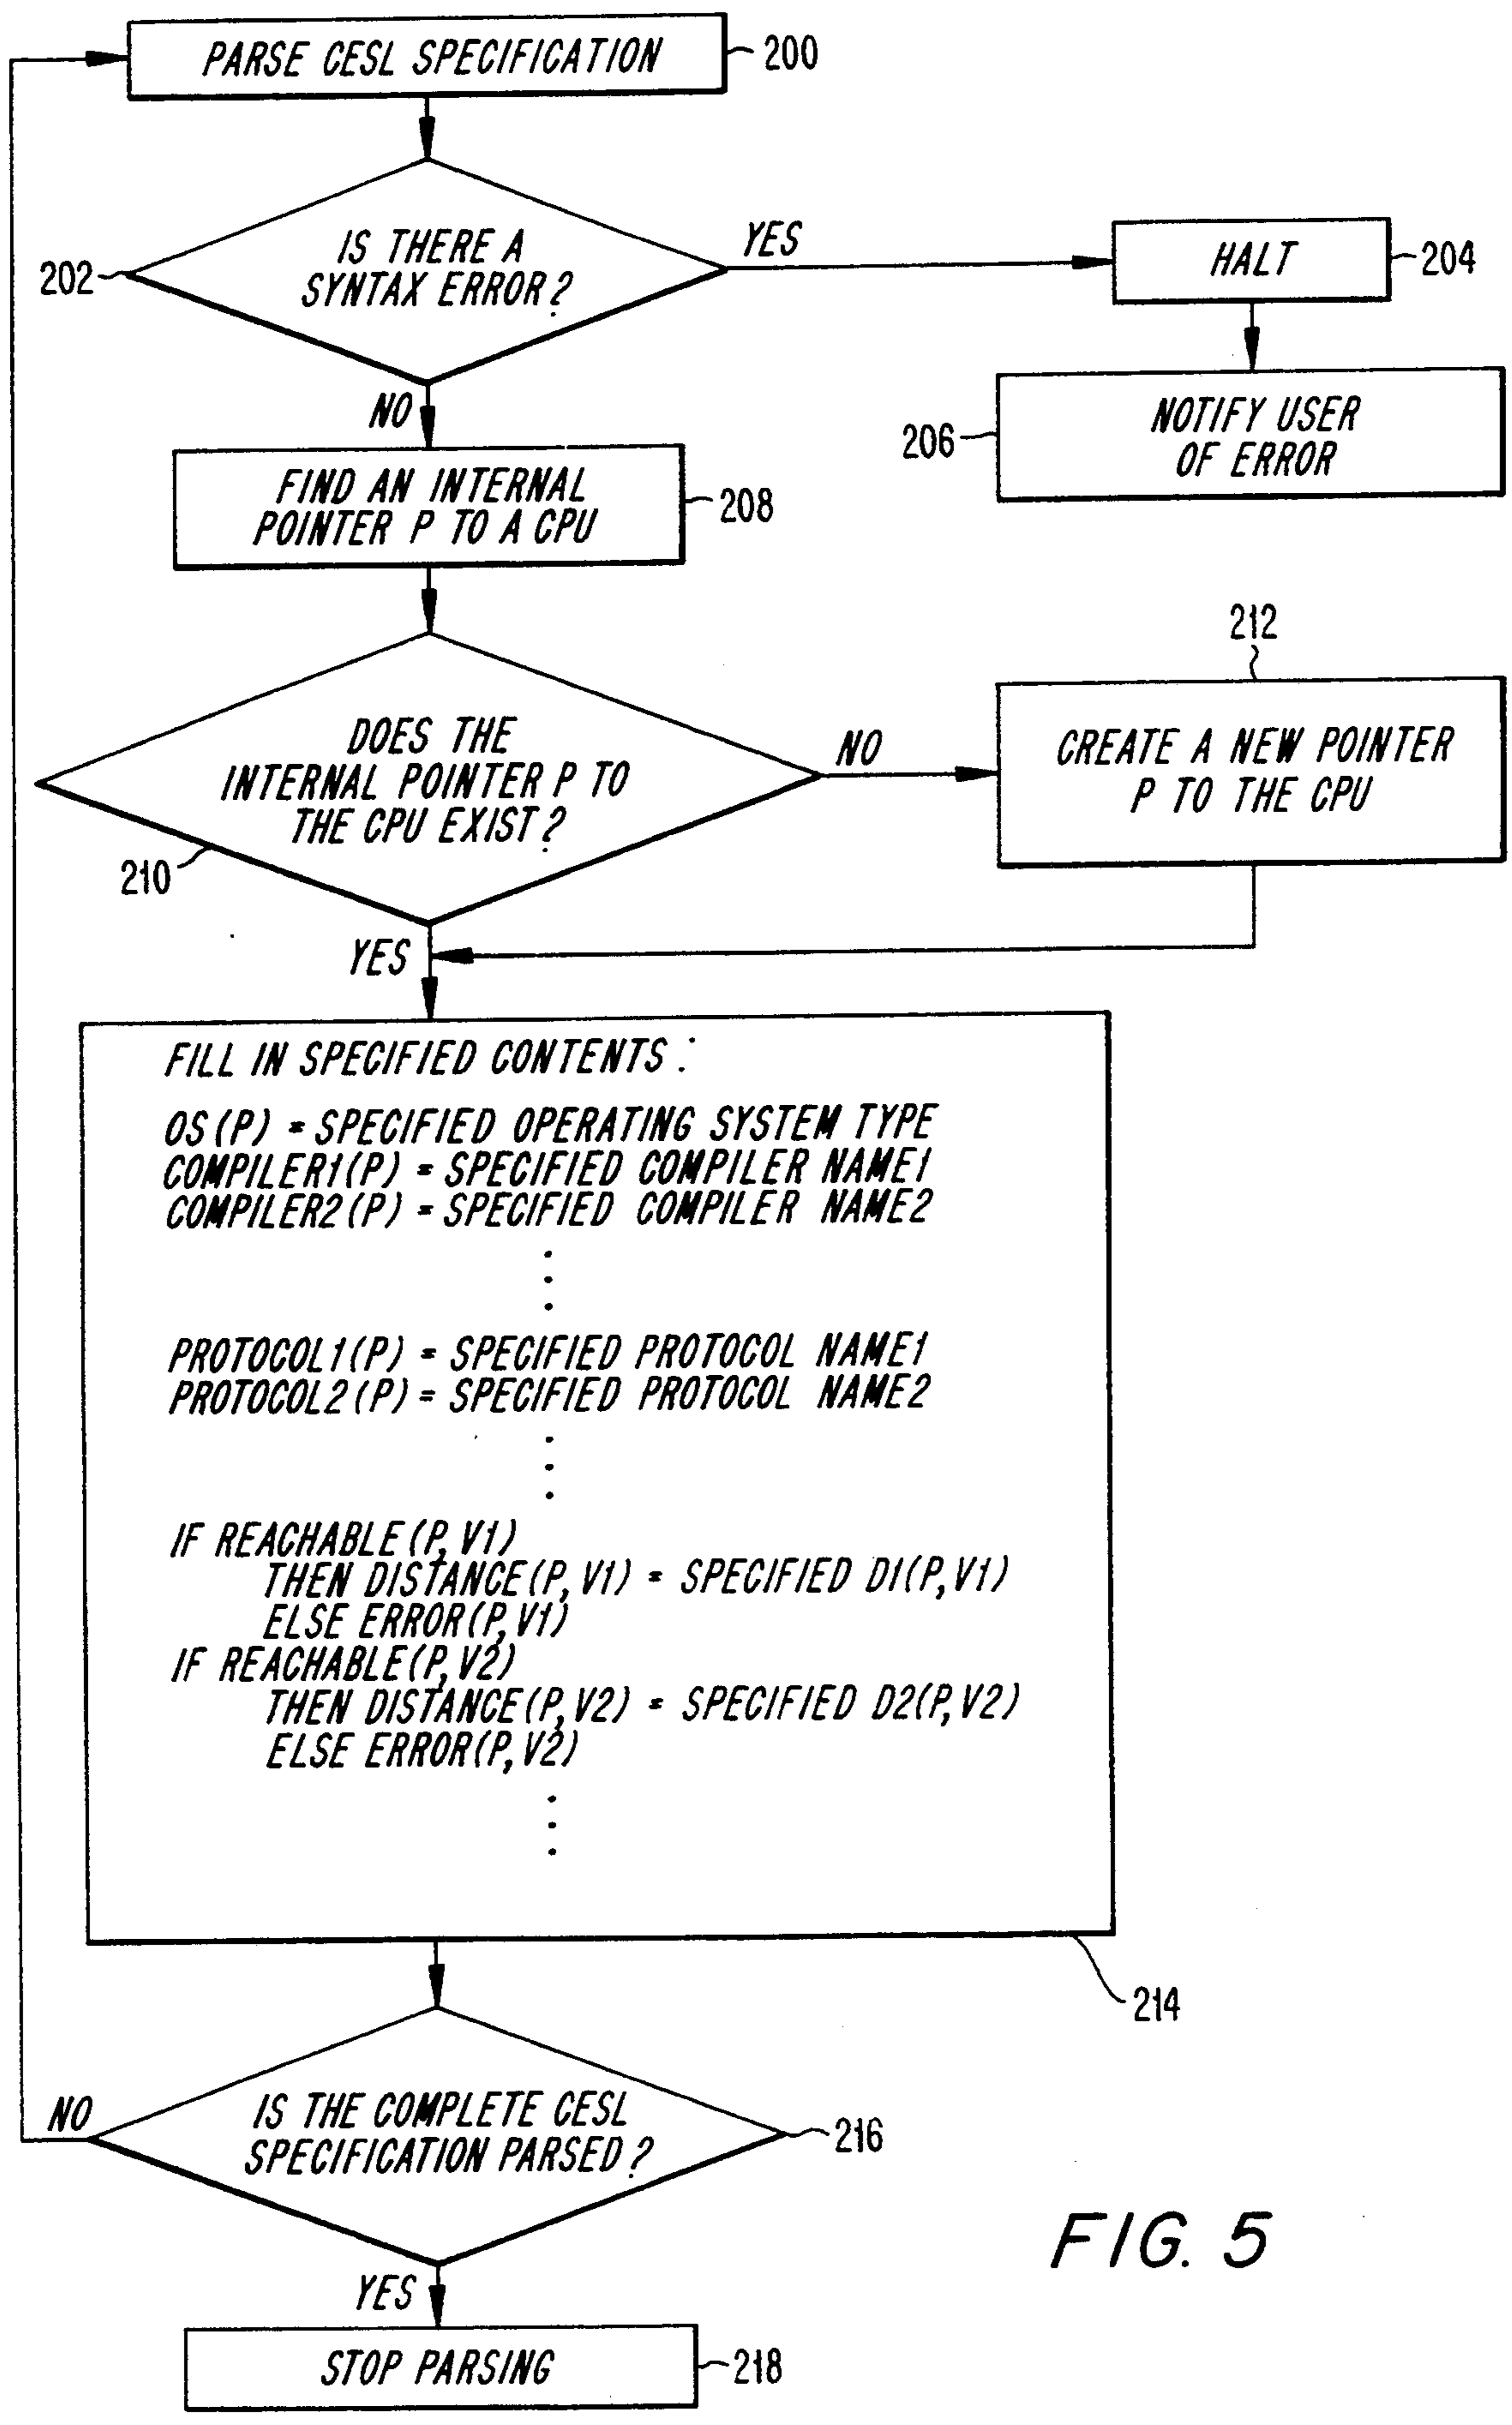 PARSE CESL SPECIFICATION
200
IS THERE A
SYNTAX ERROR?
202
YES
HALT
204
NO
NOTIFY USER
OF ERROR
206
FIND AN INTERNAL
POINTER P TO A CPU
208
DOES THE
INTERNAL POINTER P TO
THE CPU EXIST?
210
NO
212
CREATE A NEW POINTER
P TO THE CPU
YES
FILL IN SPECIFIED CONTENTS:
OS(P) = SPECIFIED OPERATING SYSTEM TYPE
COMPILER1(P) = SPECIFIED COMPILER NAME1
COMPILER2(P) = SPECIFIED COMPILER NAME2
PROTOCOL1(P) = SPECIFIED PROTOCOL NAME1
PROTOCOL2(P) = SPECIFIED PROTOCOL NAME2
IF REACHABLE(P,V1)
THEN DISTANCE(P,V1) = SPECIFIED D1(P,V1)
ELSE ERROR(P,V1)
IF REACHABLE(P,V2)
THEN DISTANCE(P,V2) = SPECIFIED D2(P,V2)
ELSE ERROR(P,V2)
214
IS THE COMPLETE CESL
SPECIFICATION PARSED?
216
NO
YES
STOP PARSING
218
FIG. 5